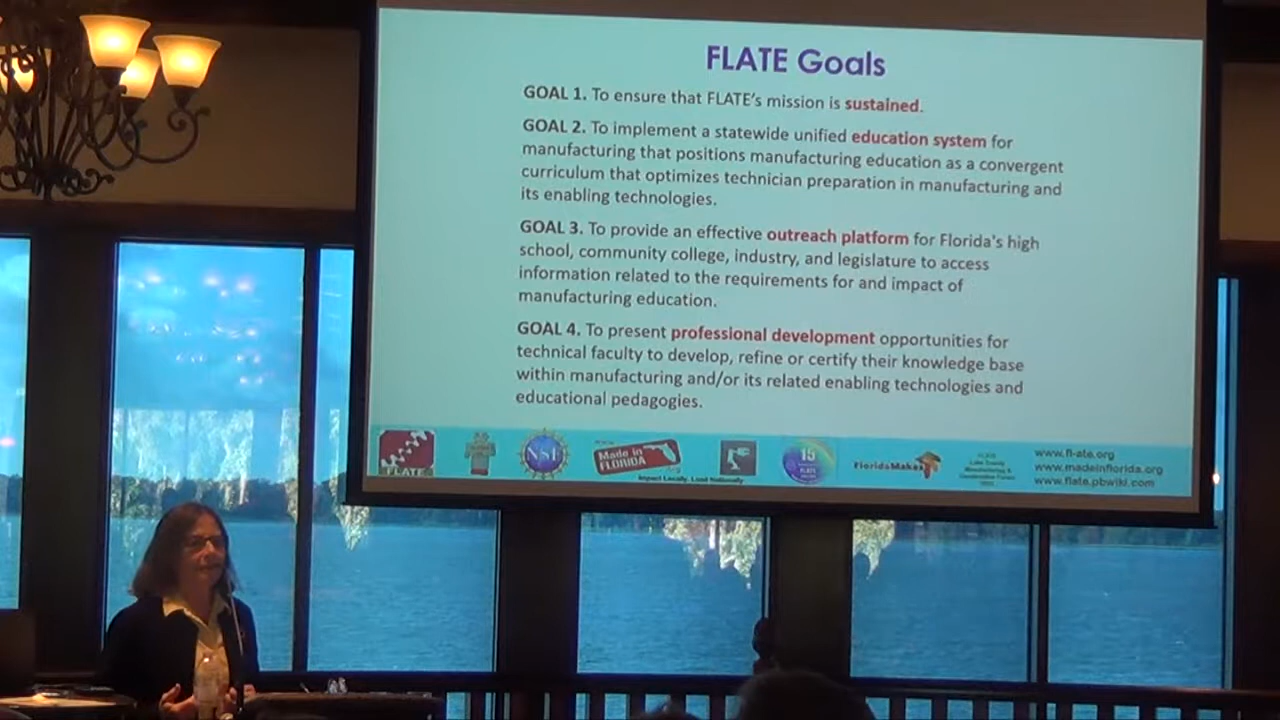 FLATE Goals
GOAL 1. To ensure that FLATE's mission is sustained.
GOAL 2. To implement a statewide unified education system for
manufacturing that positions manufacturing education as a convergent
curriculum that optimizes technician preparation in manufacturing and
its enabling technologies.
GOAL 3. To provide an effective outreach platform for Florida's high
school, community college, industry, and legislature to access
information related to the requirements for and impact of
manufacturing education.
GOAL 4. To present professional development opportunities for
technical faculty to develop, refine or certify their knowledge base
within manufacturing and/or its related enabling technologies and
educational pedagogies.
FLATE
NSF
Made in
FLORIDA
Impact Locally, Lead Nationally
15
FLATE
FloridaMakes
www.fl-ate.org
www.madeinflorida.org
www.flate.pbwiki.com